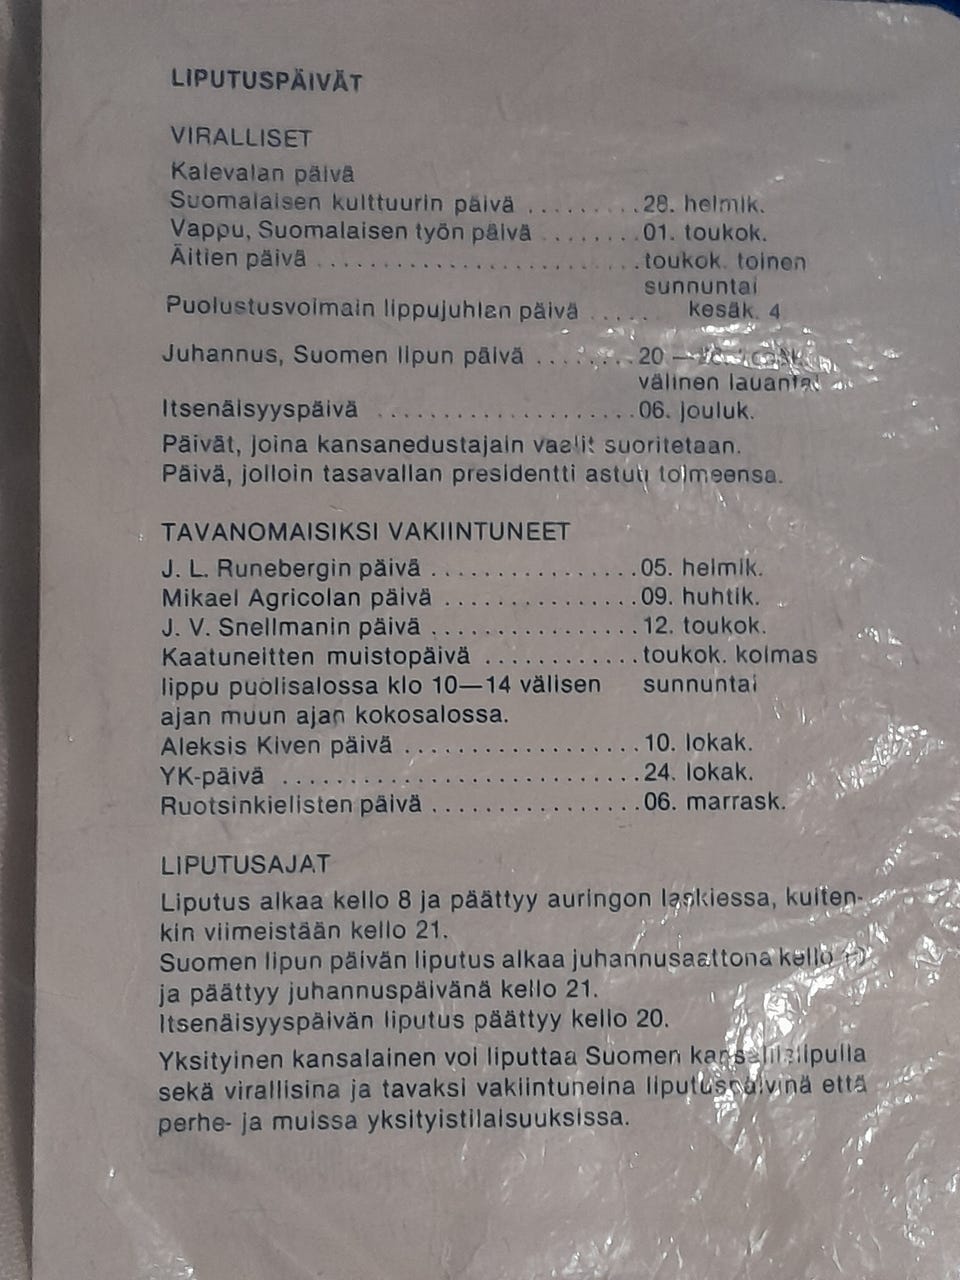 LIPUTUSPÄIVÄT
VIRALLISET
Kalevalan päivä
Suomalaisen kulttuurin päivä ......... 28. helmik.
Vappu, Suomalaisen työn päivä ........ 01. toukok.
Äitien päivä ........................ toukok. toinen
sunnuntai
Puolustusvoimain lippujuhlan päivä ..... kesäk. 4
Juhannus, Suomen lipun päivä ........ 20 —
välinen lauantai
Itsenäisyyspäivä ................... 06. jouluk.
Päivät, joina kansanedustajain vaalit suoritetaan.
Päivä, jolloin tasavallan presidentti astuu toimeensa.
TAVANOMAISIKSI VAKIINTUNEET
J. L. Runebergin päivä ................ 05. helmik.
Mikael Agricolan päivä ............... 09. huhtik.
J. V. Snellmanin päivä ................ 12. toukok.
Kaatuneitten muistopäivä ............ toukok. kolmas
lippu puolisalossa klo 10—14 välisen sunnuntai
ajan muun ajan kokosalossa.
Aleksis Kiven päivä .................. 10. lokak.
YK-päivä ........................... 24. lokak.
Ruotsinkielisten päivä ................ 06. marrask.
LIPUTUSAJAT
Liputus alkaa kello 8 ja päättyy auringon laskiessa, kuiten-
kin viimeistään kello 21.
Suomen lipun päivän liputus alkaa juhannusaattona kello
ja päättyy juhannuspäivänä kello 21.
Itsenäisyyspäivän liputus päättyy kello 20.
Yksityinen kansalainen voi liputtaa Suomen kansallislipulla
sekä virallisina ja tavaksi vakiintuneina liputuspäivinä että
perhe- ja muissa yksityistilaisuuksissa.